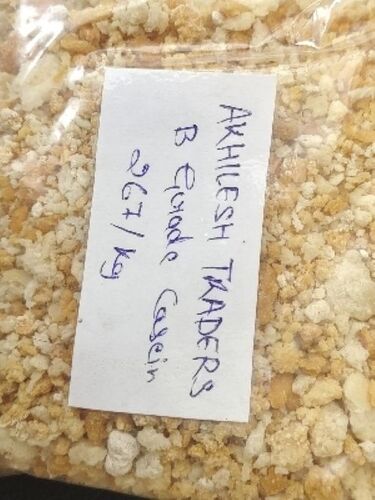 AKHILESH TRADERS
B Grade Casein
267/kg